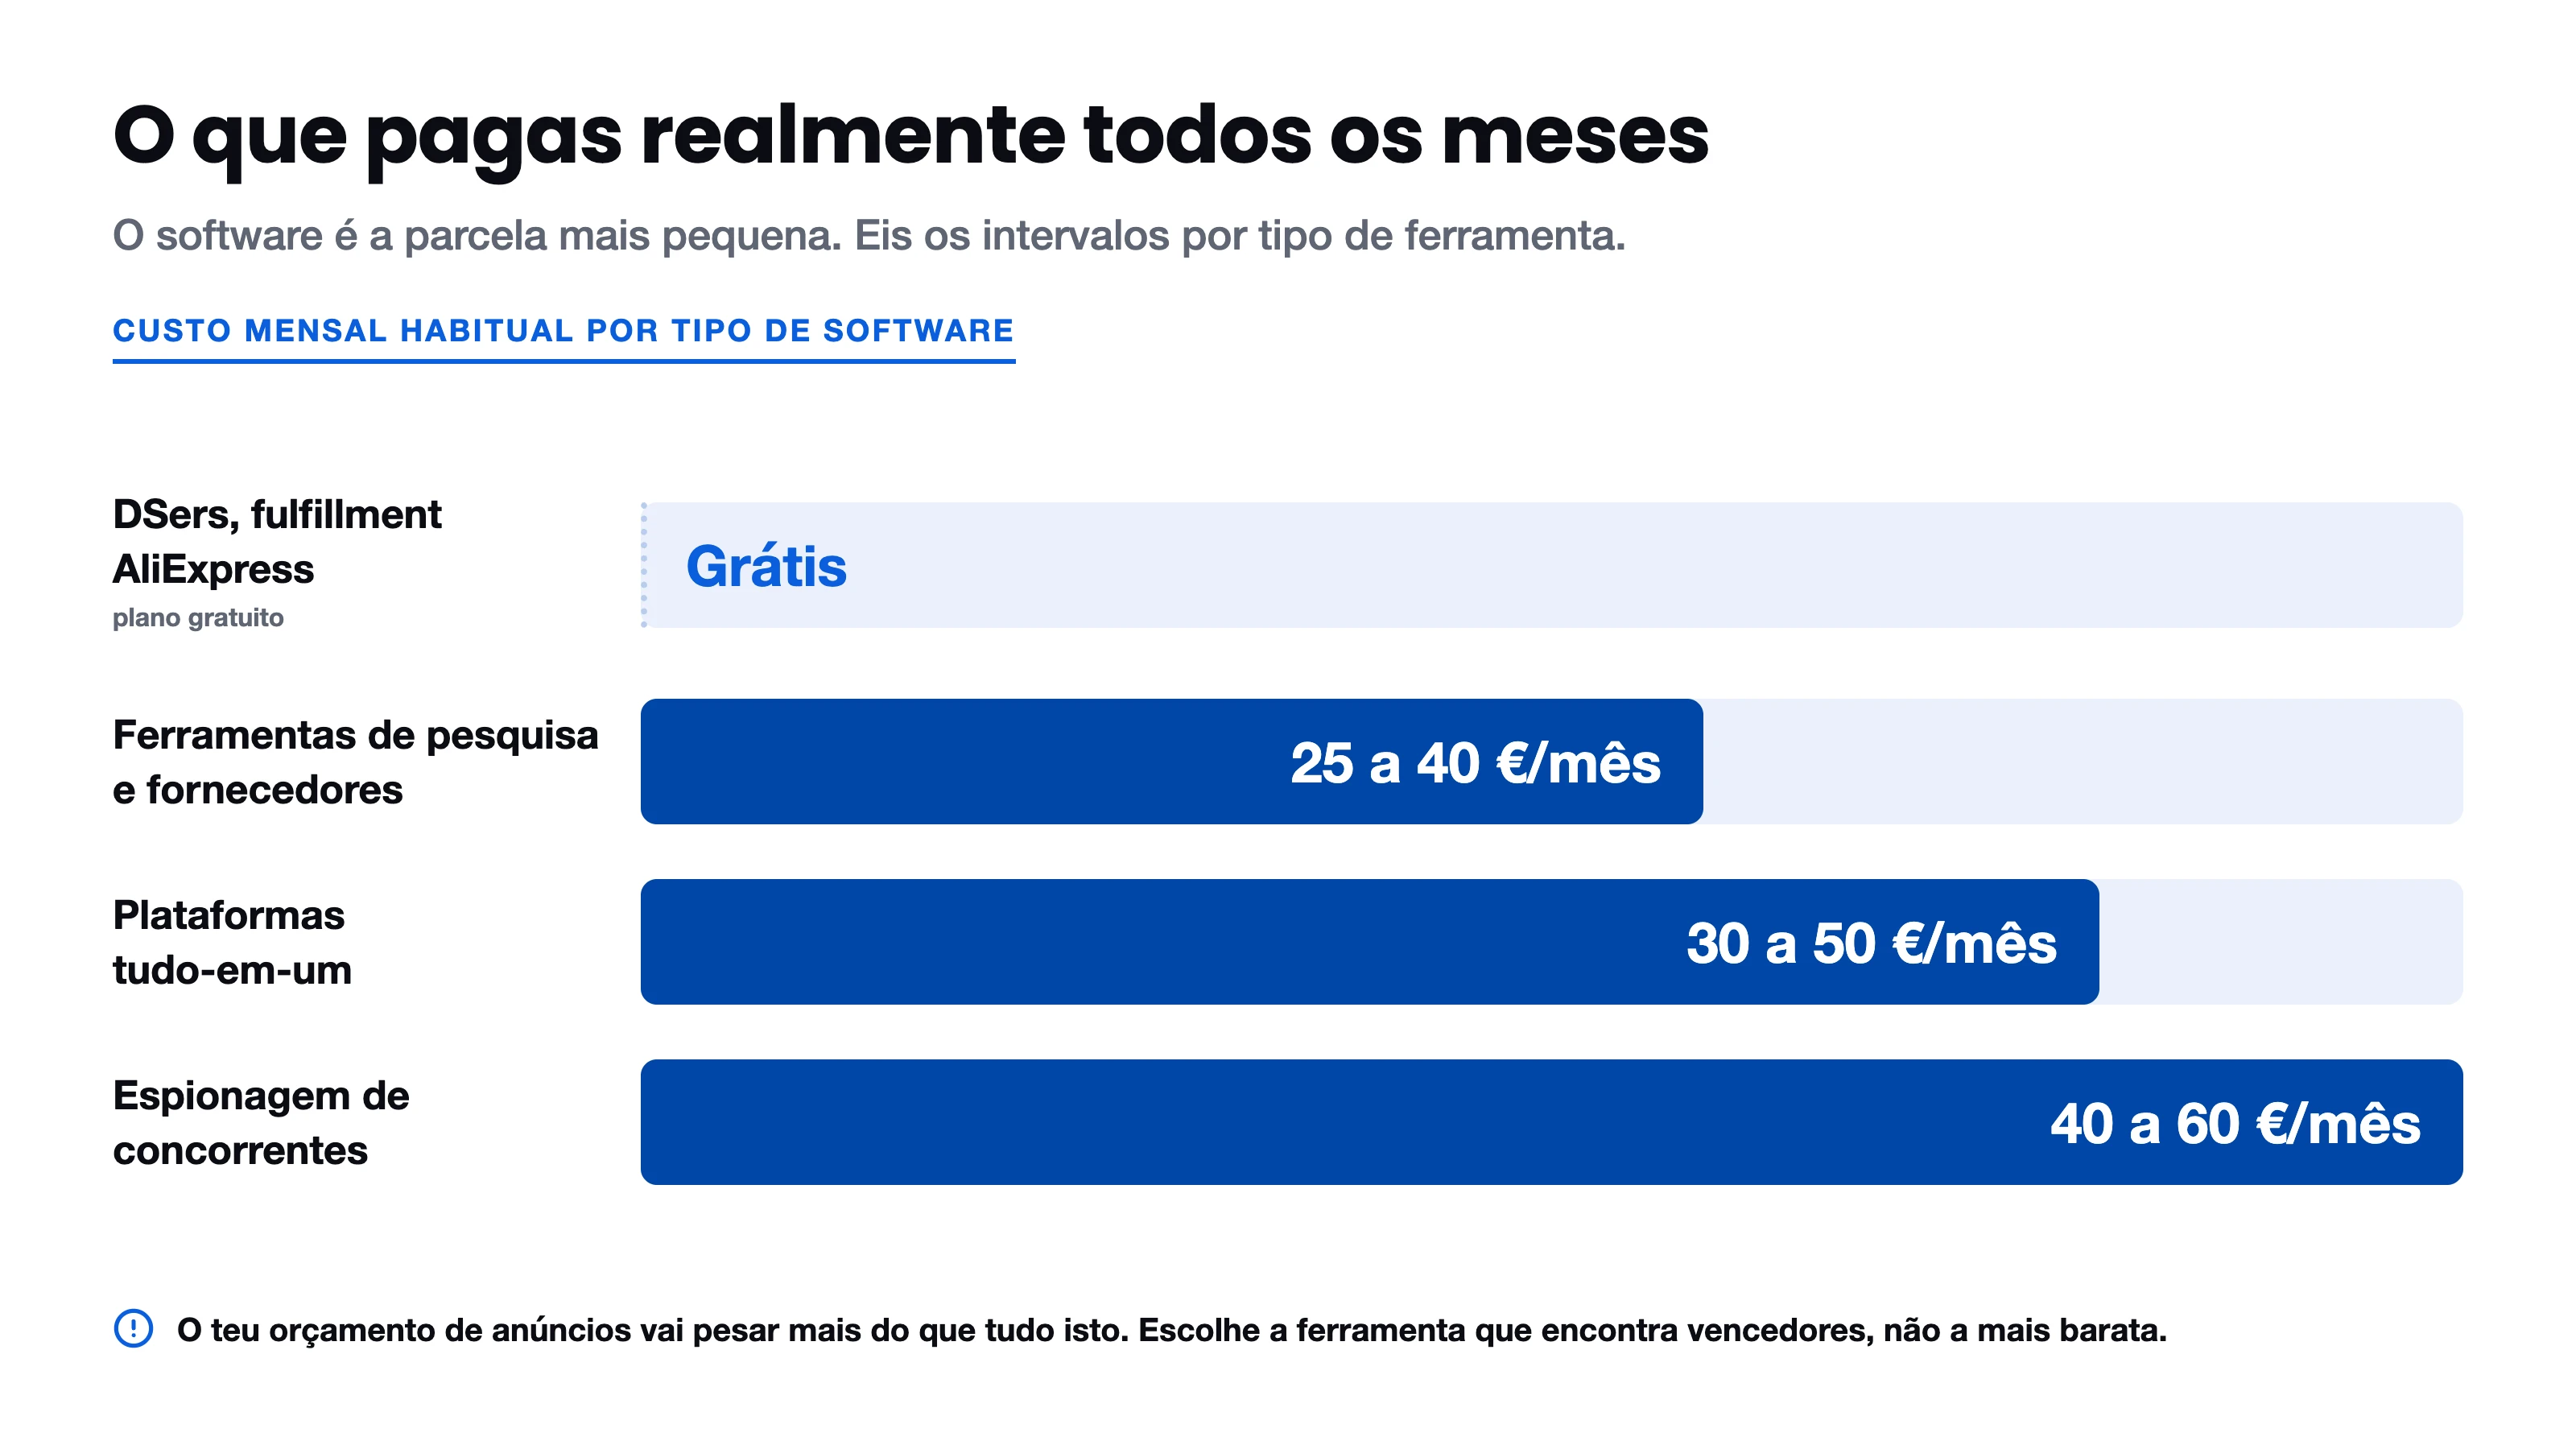 O que pagas realmente todos os meses
O software é a parcela mais pequena. Eis os intervalos por tipo de ferramenta.
CUSTO MENSAL HABITUAL POR TIPO DE SOFTWARE
DSers, fulfillment
AliExpress
plano gratuito
Grátis
Ferramentas de pesquisa
e fornecedores
25 a 40 €/mês
Plataformas
tudo-em-um
30 a 50 €/mês
Espionagem de
concorrentes
40 a 60 €/mês
O teu orçamento de anúncios vai pesar mais do que tudo isto. Escolhe a ferramenta que encontra vencedores, não a mais barata.